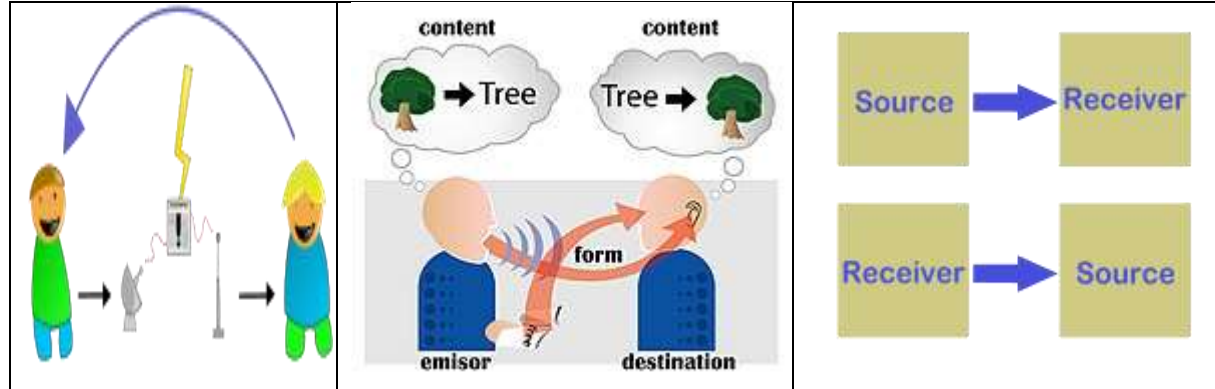 content
content
Tree
Tree
form
emisor
destination
Source
Receiver
Receiver
Source